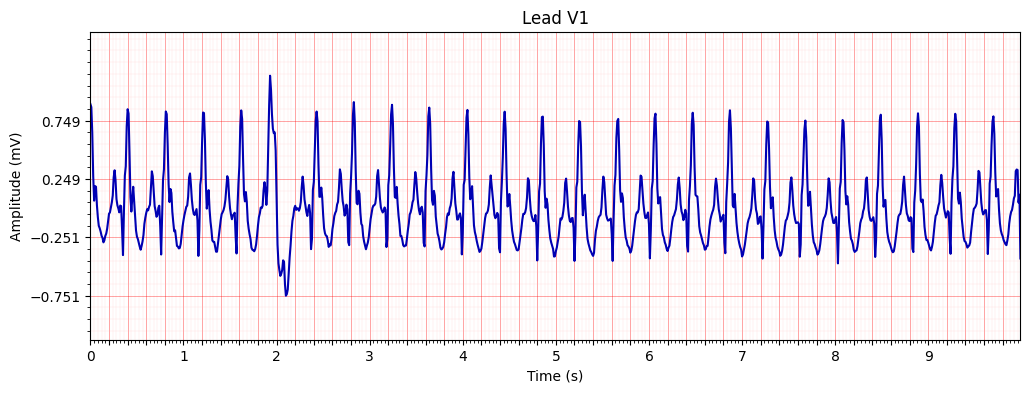 Lead V1
Amplitude (mV)
0.749
0.249
−0.251
−0.751
0 1 2 3 4 5 6 7 8 9
Time (s)